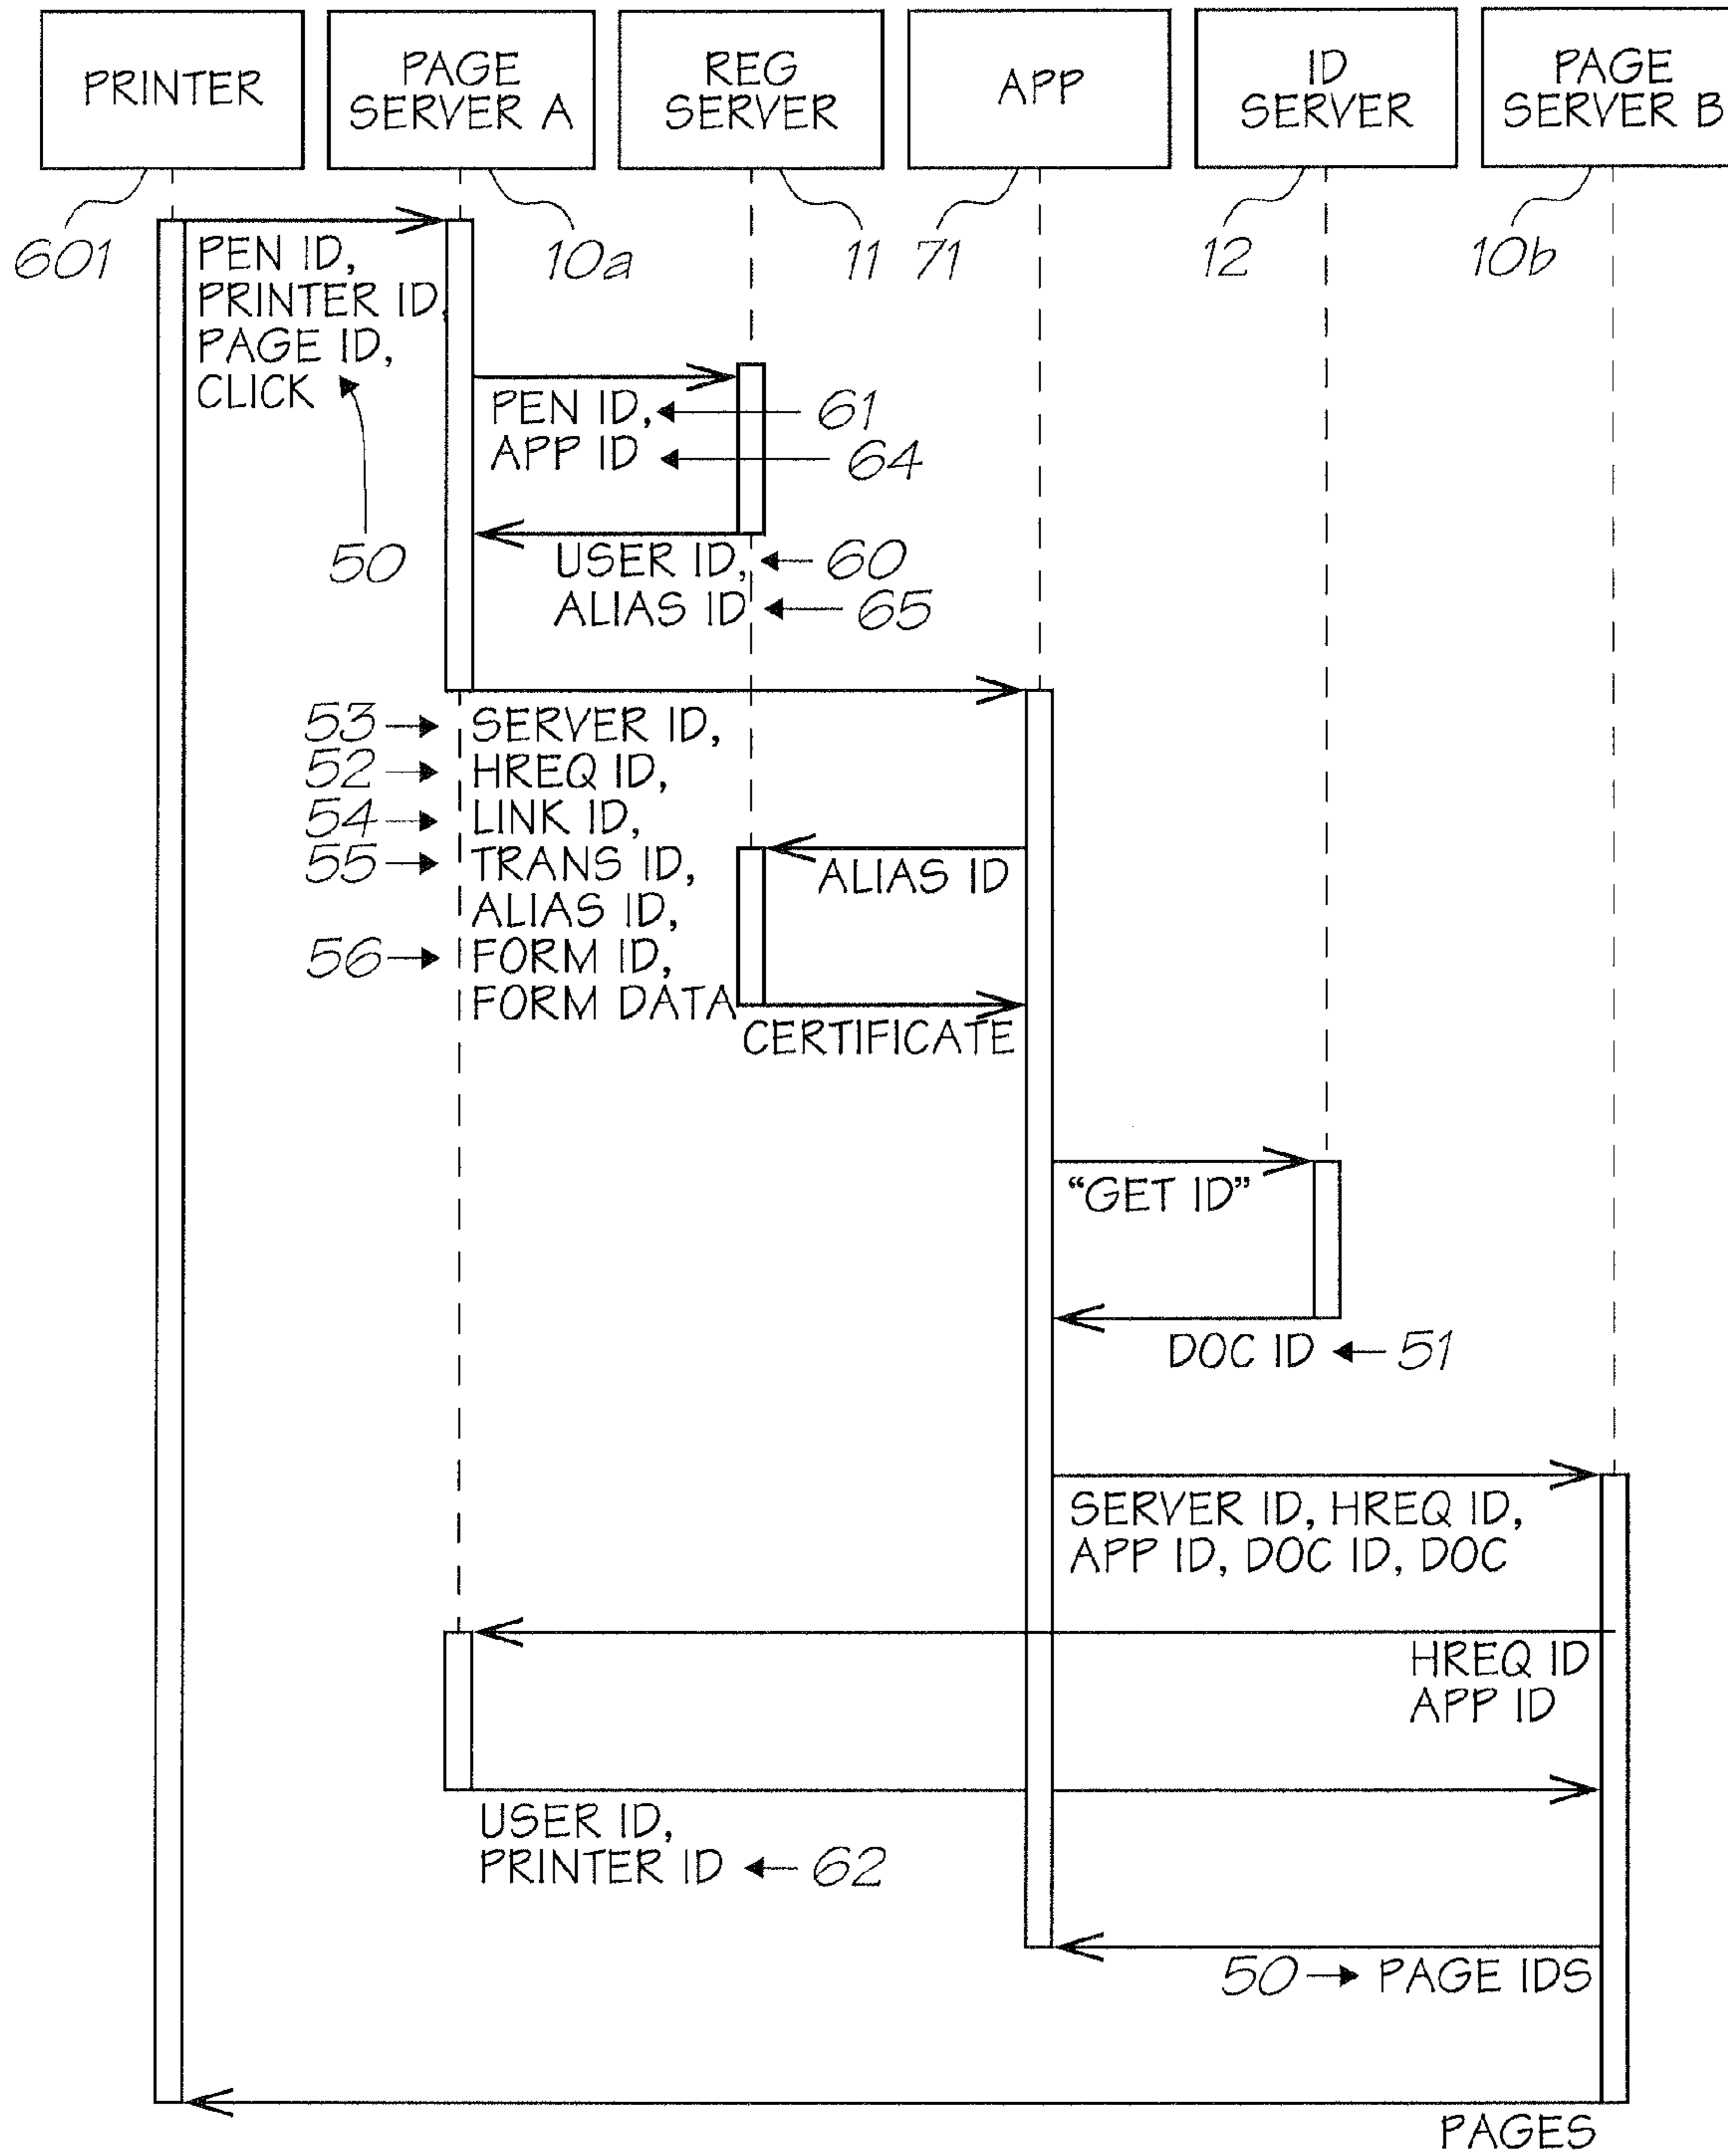 PRINTER
PAGE
SERVER A
REG
SERVER
APP
ID
SERVER
PAGE
SERVER B
601
10a
11
71
12
10b
PEN ID,
PRINTER ID,
PAGE ID,
CLICK
50
PEN ID,
61
APP ID
64
USER ID,
60
ALIAS ID
65
53
SERVER ID,
52
HREQ ID,
54
LINK ID,
55
TRANS ID,
ALIAS ID,
56
FORM ID,
FORM DATA
ALIAS ID
CERTIFICATE
“GET ID”
DOC ID
51
SERVER ID, HREQ ID,
APP ID, DOC ID, DOC
HREQ ID
APP ID
USER ID,
PRINTER ID
62
50
PAGE IDS
PAGES